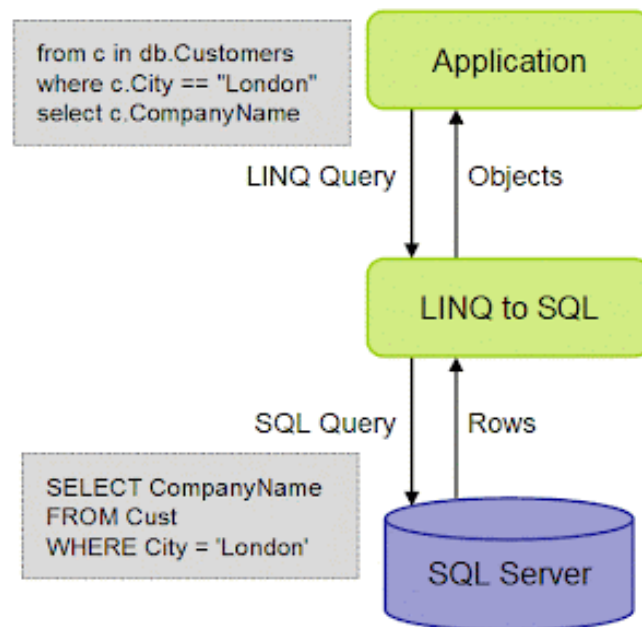 from c in db.Customers
where c.City == "London"
select c.CompanyName
Application
LINQ Query
Objects
LINQ to SQL
SQL Query
Rows
SELECT CompanyName
FROM Cust
WHERE City = 'London'
SQL Server